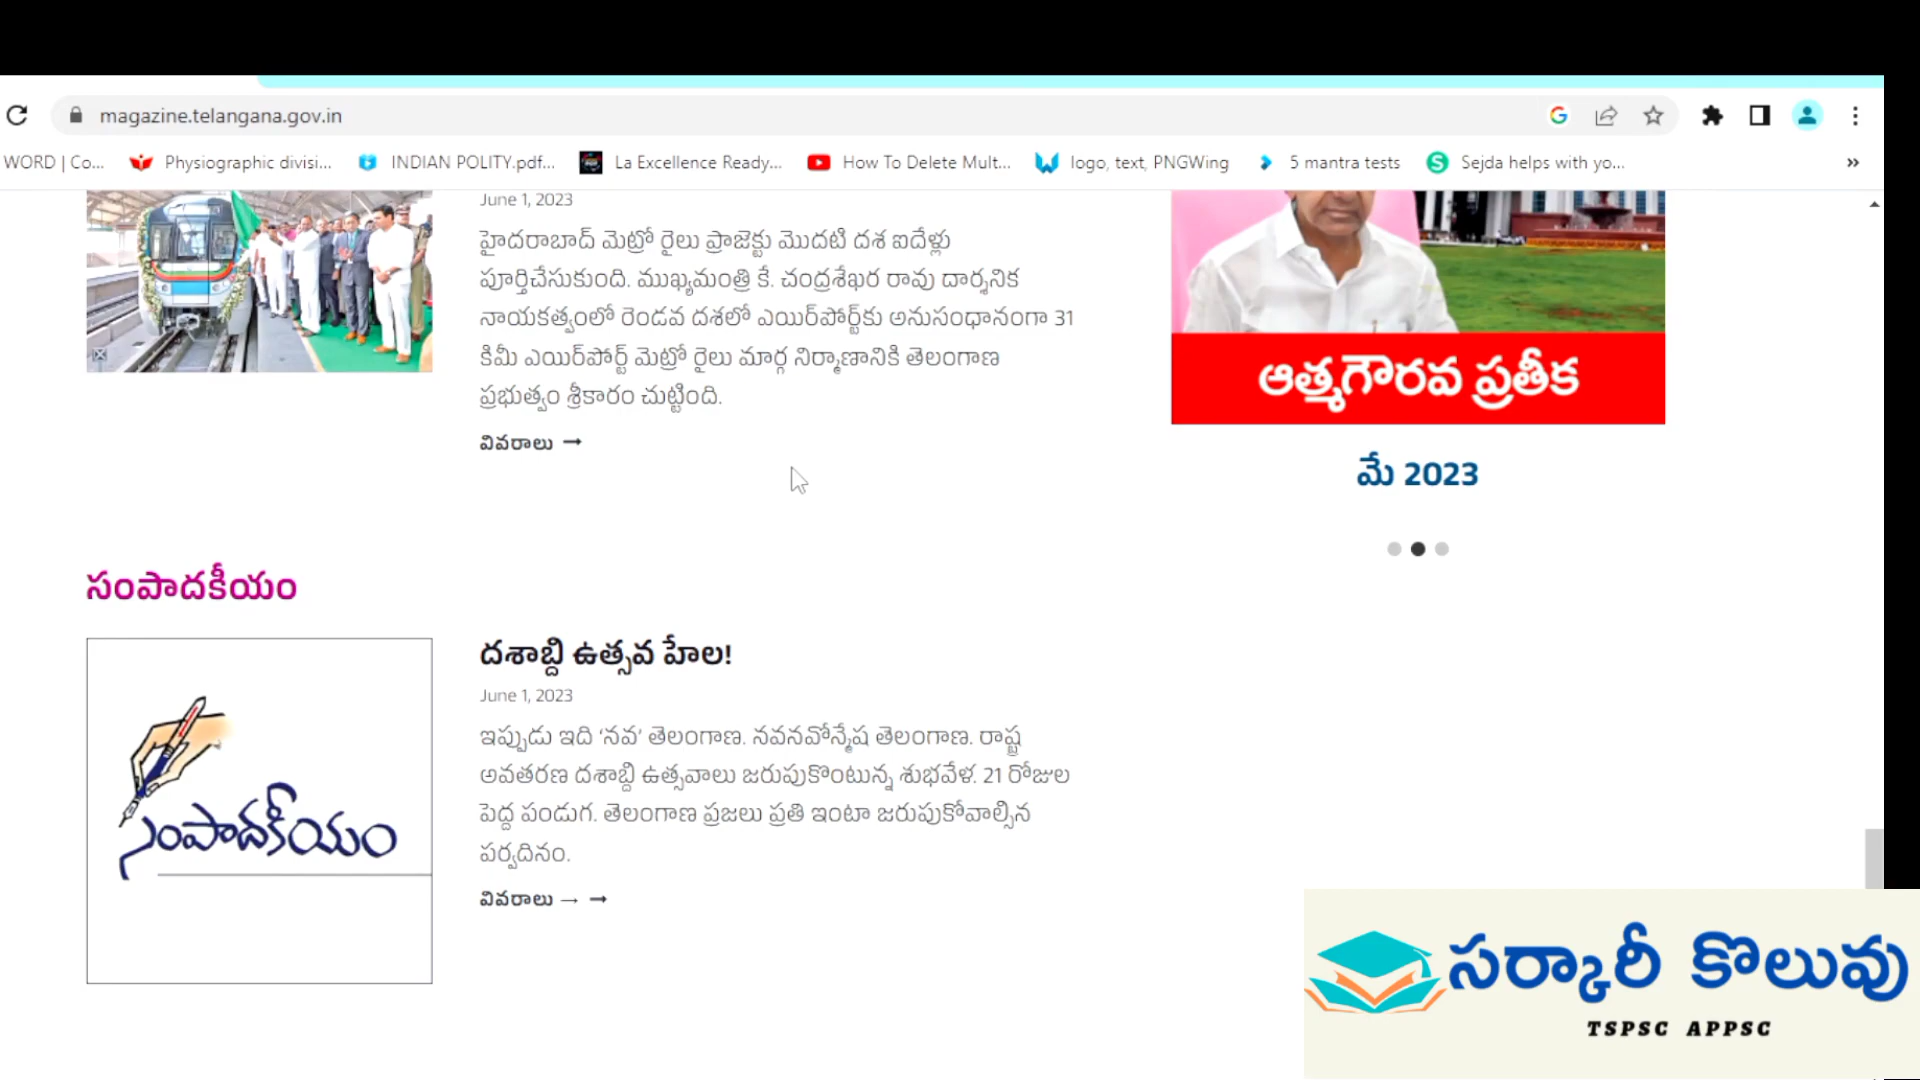 magazine.telangana.gov.in
WORD | Co...
Physiographic divisi...
INDIAN POLITY.pdf...
La Excellence Ready...
How To Delete Mult...
logo, text, PNGWing
5 mantra tests
Sejda helps with yo...
»
June 1, 2023
హైదరాబాద్ మెట్రో రైలు ప్రాజెక్టు మొదటి దశ ఐదేళ్లు
పూర్తిచేసుకుంది. ముఖ్యమంత్రి కే. చంద్రశేఖర రావు దార్శనిక
నాయకత్వంలో రెండవ దశలో ఎయిర్‌పోర్ట్‌కు అనుసంధానంగా 31
కిమీ ఎయిర్‌పోర్ట్ మెట్రో రైలు మార్గ నిర్మాణానికి తెలంగాణ
ప్రభుత్వం శ్రీకారం చుట్టింది.
వివరాలు →
ఆత్మగౌరవ ప్రతీక
మే 2023
సంపాదకీయం
సంపాదకీయం
దశాబ్ది ఉత్సవ హేల!
June 1, 2023
ఇప్పుడు ఇది ‘నవ’ తెలంగాణ. నవనవోన్మేష తెలంగాణ. రాష్ట్ర
అవతరణ దశాబ్ది ఉత్సవాలు జరుపుకొంటున్న శుభవేళ. 21 రోజుల
పెద్ద పండుగ. తెలంగాణ ప్రజలు ప్రతి ఇంటా జరుపుకోవాల్సిన
పర్వదినం.
వివరాలు → →
సర్కారీ కొలువు
TSPSC APPSC